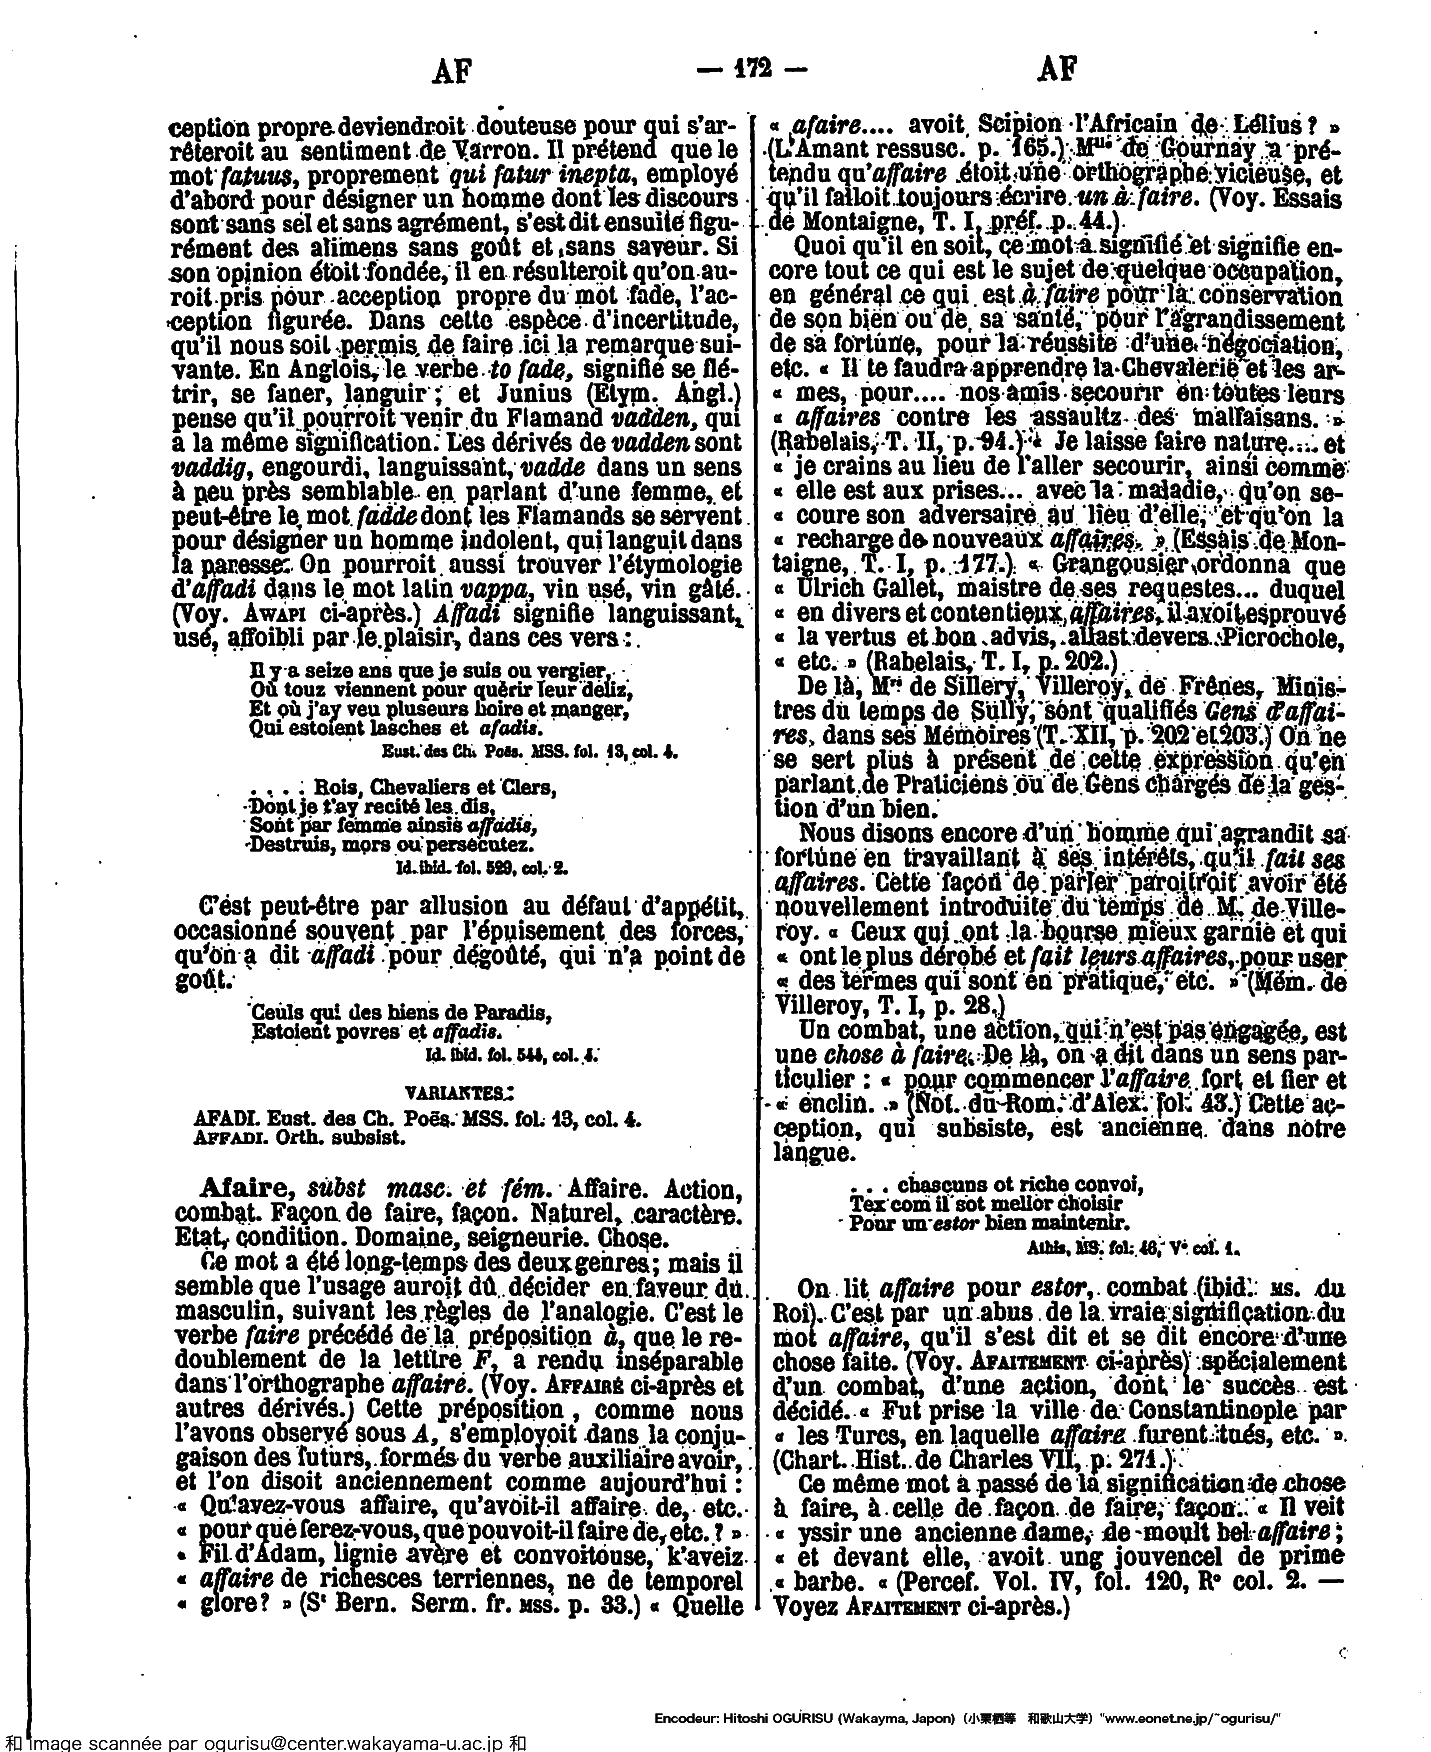 AF
— 172 —
AF
ception propre deviendroit douteuse pour qui s'ar-
rêteroit au sentiment de Varron. Il prétend que le
mot fatuus, proprement qui fatur inepta, employé
d'abord pour désigner un homme dont les discours
sont sans sel et sans agrément, s'est dit ensuite figu-
rément des alimens sans goût et sans saveur. Si
son opinion étoit fondée, il en résulteroit qu'on au-
roit pris pour acception propre du mot fade, l'ac-
ception figurée. Dans cette espèce d'incertitude,
qu'il nous soit permis de faire ici la remarque sui-
vante. En Anglois, le verbe to fade, signifie se flé-
trir, se faner, languir ; et Junius (Etym. Angl.)
pense qu'il pourroit venir du Flamand vadden, qui
a la même signification. Les dérivés de vadden sont
vaddig, engourdi, languissant, vadde dans un sens
à peu près semblable en parlant d'une femme, et
peut-être le mot fadde dont les Flamands se servent
pour désigner un homme indolent, qui languit dans
la paresse. On pourroit aussi trouver l'étymologie
d'affadi dans le mot latin vappa, vin usé, vin gâté.
(Voy. AWAPI ci-après.) Affadi signifie languissant,
usé, affoibli par le plaisir, dans ces vers :
Il y a seize ans que je suis ou vergier,
Où touz viennent pour quèrir leur déliz,
Et où j'ay veu pluseurs boire et manger,
Qui estoient lasches et afadis.
Eust. des Ch. Poës. MSS. fol. 13, col. 4.
. . . . Rois, Chevaliers et Clers,
Dont je t'ay recité les dis,
Sont par femme ainsis affadis,
Destruis, mors ou persecutez.
Id. ibid. fol. 529, col. 2.
C'est peut-être par allusion au défaut d'appétit,
occasionné souvent par l'épuisement des forces,
qu'on a dit affadi pour dégoûté, qui n'a point de
goût.
Ceuls qui des biens de Paradis,
Estoient povres et affadis.
Id. ibid. fol. 544, col. 4.
VARIANTES :
AFADI. Eust. des Ch. Poës. MSS. fol. 13, col. 4.
AFFADI. Orth. subsist.
Afaire, subst masc. et fém. Affaire. Action,
combat. Façon de faire, façon. Naturel, caractère.
Etat, condition. Domaine, seigneurie. Chose.
Ce mot a été long-temps des deux genres ; mais il
semble que l'usage auroit dû décider en faveur du
masculin, suivant les règles de l'analogie. C'est le
verbe faire précédé de la préposition à, que le re-
doublement de la lettre F, a rendu inséparable
dans l'orthographe affaire. (Voy. AFFAIRÉ ci-après et
autres dérivés.) Cette préposition , comme nous
l'avons observé sous A, s'employoit dans la conju-
gaison des futurs, formés du verbe auxiliaire avoir,
et l'on disoit anciennement comme aujourd'hui :
« Qu'avez-vous affaire, qu'avoit-il affaire de, etc.
« pour que ferez-vous, que pouvoit-il faire de, etc. ? »
« Fil d'Adam, lignie avère et convoitouse, k'aveiz
« affaire de richesces terriennes, ne de temporel
« glore? » (St Bern. Serm. fr. MSS. p. 33.) « Quelle
« afaire.... avoit Scipion l'Africain de Lélius ? »
(L'Amant ressusc. p. 165.) Mlle de Gournay a pré-
tendu qu'affaire étoit une orthographe vicieuse, et
qu'il falloit toujours écrire un à faire. (Voy. Essais
de Montaigne, T. I, préf. p. 44.)
Quoi qu'il en soit, ce mot a signifié et signifie en-
core tout ce qui est le sujet de quelque occupation,
en général ce qui est à faire pour la conservation
de son bien ou de sa santé, pour l'agrandissement
de sa fortune, pour la réussite d'une négociation,
etc. « Il te faudra apprendre la Chevalerie et les ar-
« mes, pour.... nos amis secourir en toutes leurs
« affaires contre les assaultz des malfaisans. »
(Rabelais, T. II, p. 94.) « Je laisse faire nature.... et
« je crains au lieu de l'aller secourir, ainsi comme
« elle est aux prises... avec la maladie, qu'on se-
« coure son adversaire au lieu d'elle, et qu'on la
« recharge de nouveaux affaires. » (Essais de Mon-
taigne, T. I, p. 177.) « Grangousier ordonna que
« Ulrich Gallet, maistre de ses requestes... duquel
« en divers et contentieux affaires, il avoit esprouvé
« la vertus et bon advis, allast devers Picrochole,
« etc. » (Rabelais, T. I, p. 202.)
De là, Mrs de Sillery, Villeroy, de Frênes, Minis-
tres du temps de Sully, sont qualifiés Gens d'affai-
res, dans ses Mémoires (T. XII, p. 202 et 203.) On ne
se sert plus à présent de cette expression qu'en
parlant de Praticiens ou de Gens chargés de la ges-
tion d'un bien.
Nous disons encore d'un homme qui agrandit sa
fortune en travaillant à ses intérêts, qu'il fait ses
affaires. Cette façon de parler paroîtroit avoir été
nouvellement introduite du temps de M. de Ville-
roy. « Ceux qui ont la bourse mieux garnie et qui
« ont le plus dérobé et fait leurs affaires, pour user
« des termes qui sont en pratique, etc. » (Mém. de
Villeroy, T. I, p. 28.)
Un combat, une action, qui n'est pas engagée, est
une chose à faire. De là, on a dit dans un sens par-
ticulier : « pour commencer l'affaire fort et fier et
« enclin. » (Not. du Rom. d'Alex. fol. 43.) Cette ac-
ception, qui subsiste, est ancienne dans notre
langue.
. . . chascuns ot riche convoi,
Tex com il sot mellor choisir
Pour un estor bien maintenir.
Athis, MS. fol. 46, V° col. 1.
On lit affaire pour estor, combat (ibid. MS. du
Roi). C'est par un abus de la vraie signification du
mot affaire, qu'il s'est dit et se dit encore d'une
chose faite. (Voy. AFAITEMENT ci-après) spécialement
d'un combat, d'une action, dont le succès est
décidé. « Fut prise la ville de Constantinople par
« les Turcs, en laquelle affaire furent tués, etc. »
(Chart. Hist. de Charles VII, p. 271.)
Ce même mot a passé de la signification de chose
à faire, à celle de façon de faire, façon. « Il veit
« yssir une ancienne dame, de moult bel affaire ;
« et devant elle, avoit ung jouvencel de prime
« barbe. « (Percef. Vol. IV, fol. 120, R° col. 2. —
Voyez AFAITEMENT ci-après.)
Encodeur: Hitoshi OGURISU (Wakayma, Japon) (小栗栖等 和歌山大学) "www.eonet.ne.jp/~ogurisu/"
和 Image scannée par ogurisu@center.wakayama-u.ac.jp 和